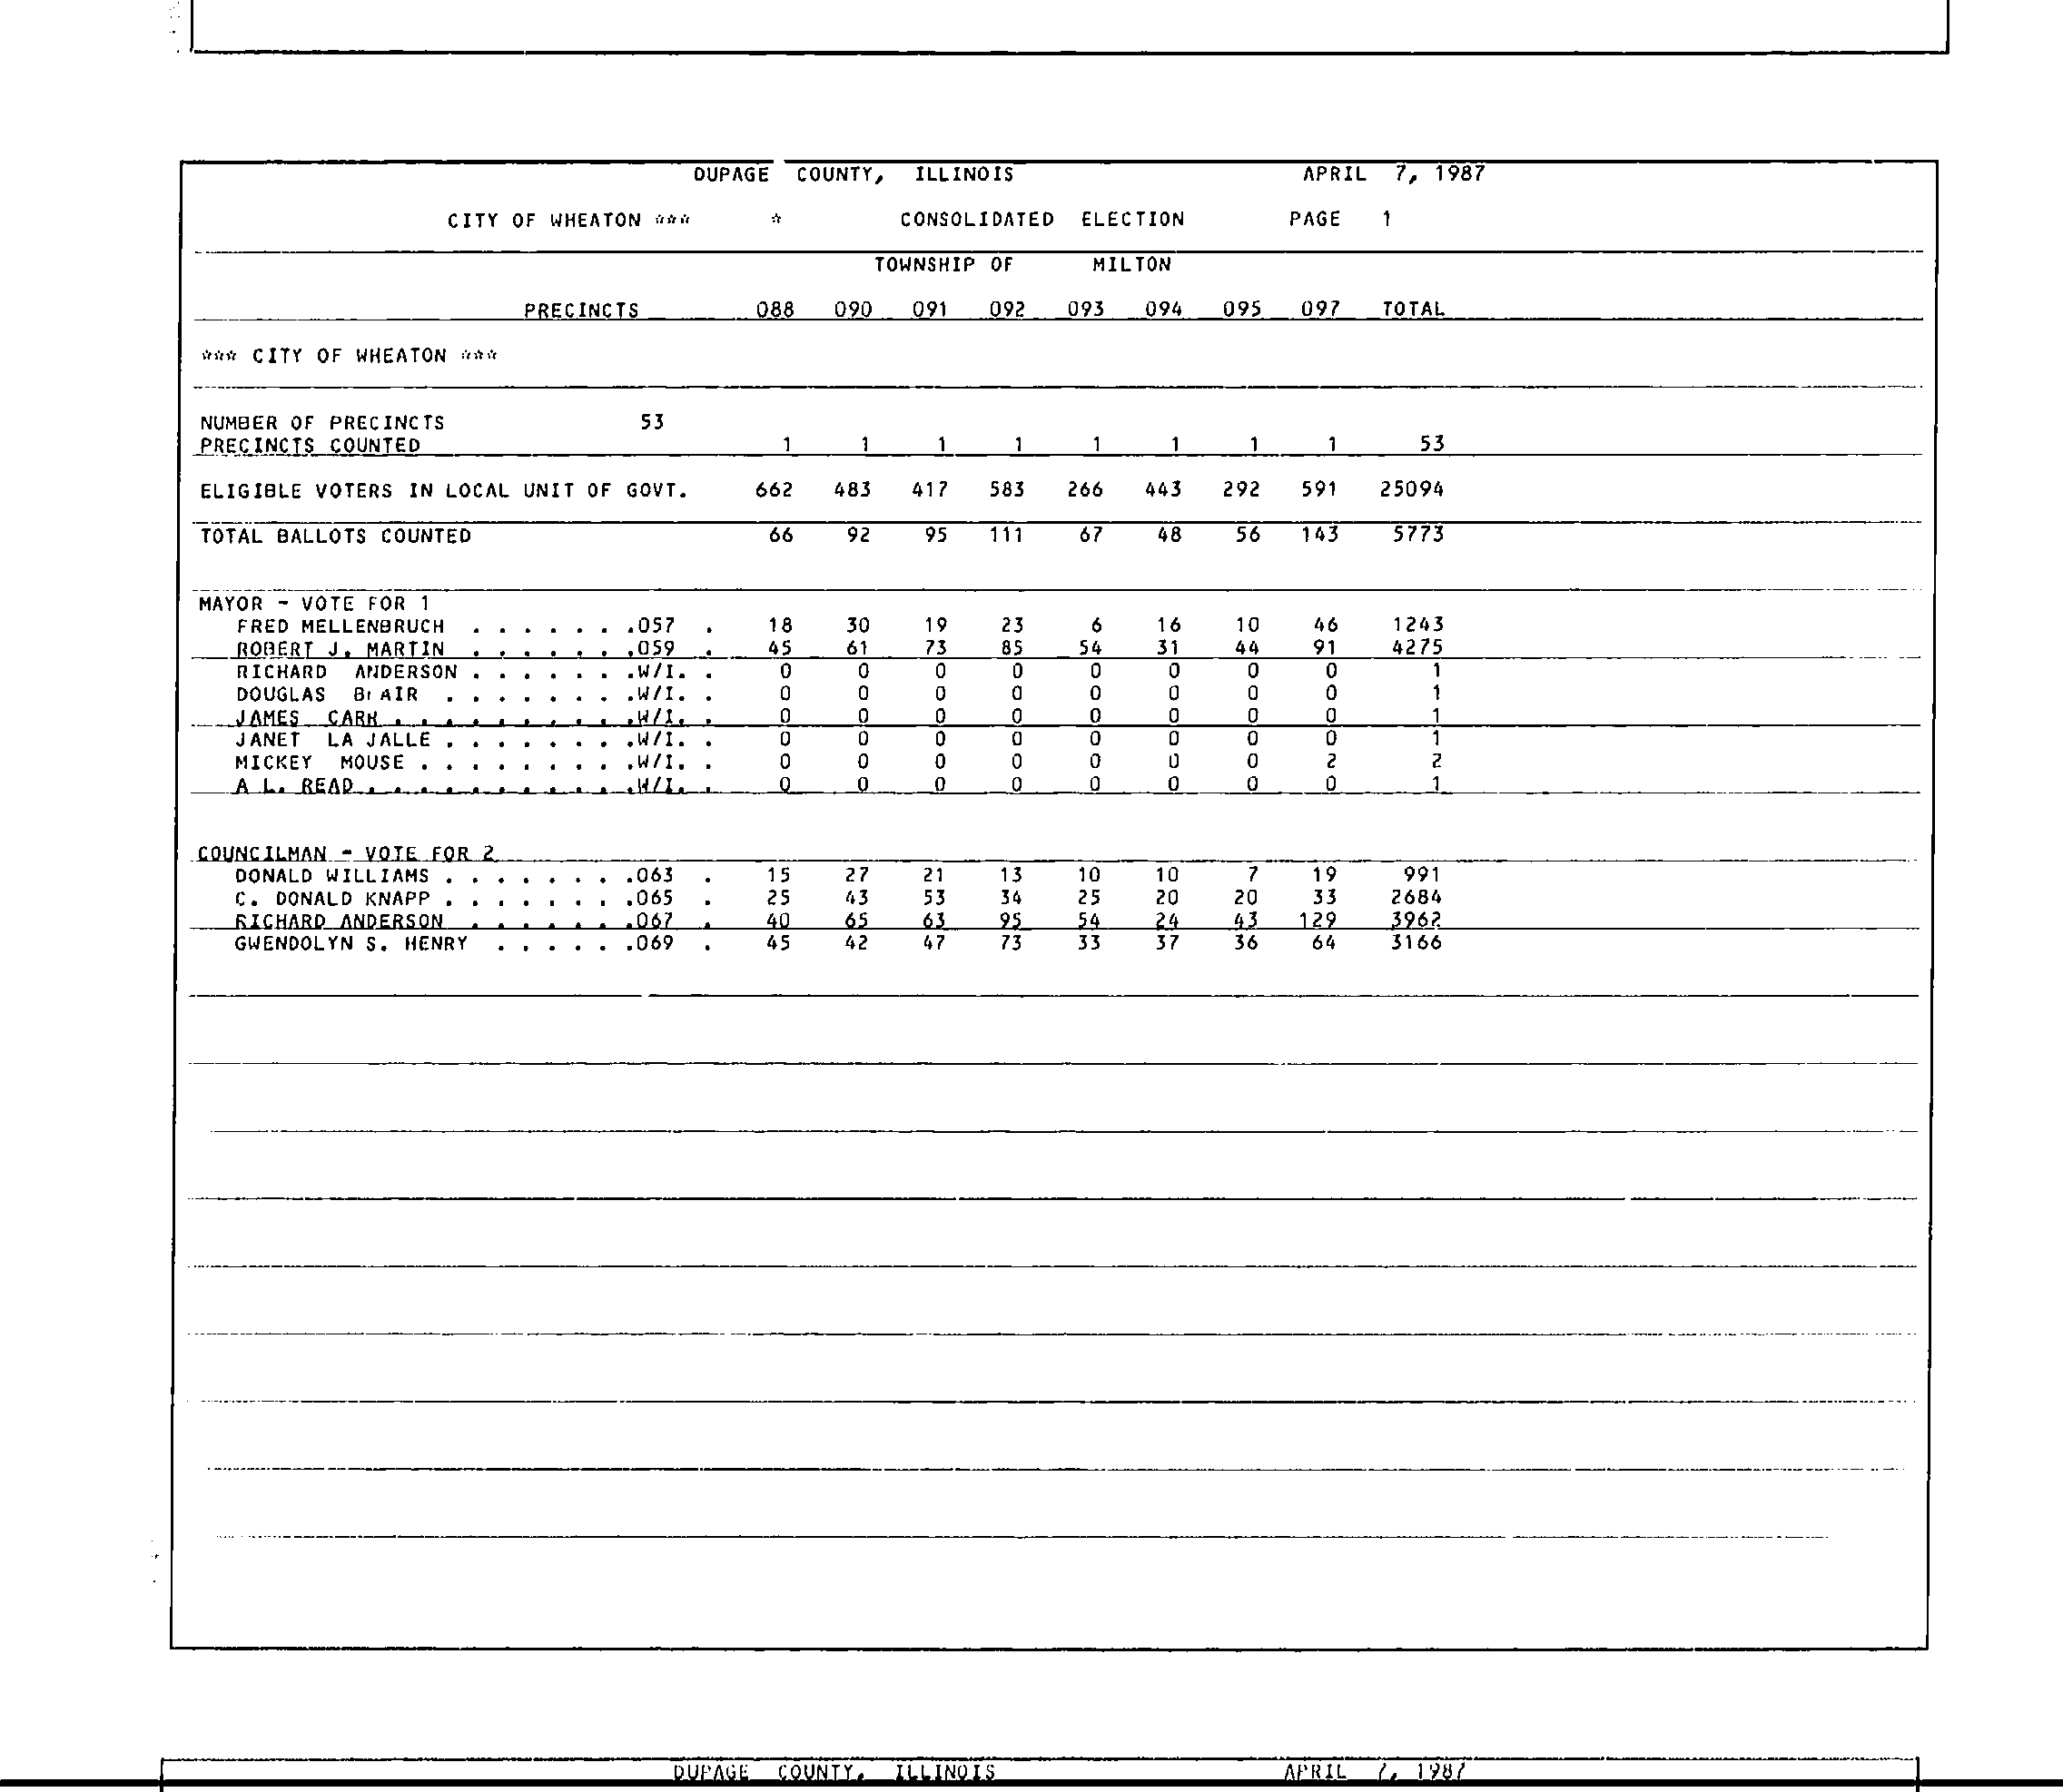 DUPAGE COUNTY, ILLINOIS APRIL 7, 1987
CITY OF WHEATON *** * CONSOLIDATED ELECTION PAGE 1
TOWNSHIP OF MILTON
PRECINCTS 088 090 091 092 093 094 095 097 TOTAL
*** CITY OF WHEATON ***
NUMBER OF PRECINCTS 53
PRECINCTS COUNTED 1 1 1 1 1 1 1 1 53
ELIGIBLE VOTERS IN LOCAL UNIT OF GOVT. 662 483 417 583 266 443 292 591 25094
TOTAL BALLOTS COUNTED 66 92 95 111 67 48 56 143 5773
MAYOR - VOTE FOR 1
FRED MELLENBRUCH . . . . . . .057 . 18 30 19 23 6 16 10 46 1243
ROBERT J. MARTIN . . . . . . .059 . 45 61 73 85 54 31 44 91 4275
RICHARD ANDERSON . . . . . . .W/I. . 0 0 0 0 0 0 0 0 1
DOUGLAS BLAIR . . . . . . . .W/I. . 0 0 0 0 0 0 0 0 1
JAMES CARR . . . . . . . . . .W/I. . 0 0 0 0 0 0 0 0 1
JANET LA JALLE . . . . . . . .W/I. . 0 0 0 0 0 0 0 0 1
MICKEY MOUSE . . . . . . . . .W/I. . 0 0 0 0 0 0 0 2 2
A L. READ . . . . . . . . . . .W/I. . 0 0 0 0 0 0 0 0 1
COUNCILMAN - VOTE FOR 2
DONALD WILLIAMS . . . . . . . .063 . 15 27 21 13 10 10 7 19 991
C. DONALD KNAPP . . . . . . . .065 . 25 43 53 34 25 20 20 33 2684
RICHARD ANDERSON . . . . . . .067 . 40 65 63 95 54 24 43 129 3962
GWENDOLYN S. HENRY . . . . . .069 . 45 42 47 73 33 37 36 64 3166
DUPAGE COUNTY, ILLINOIS APRIL 7, 1987